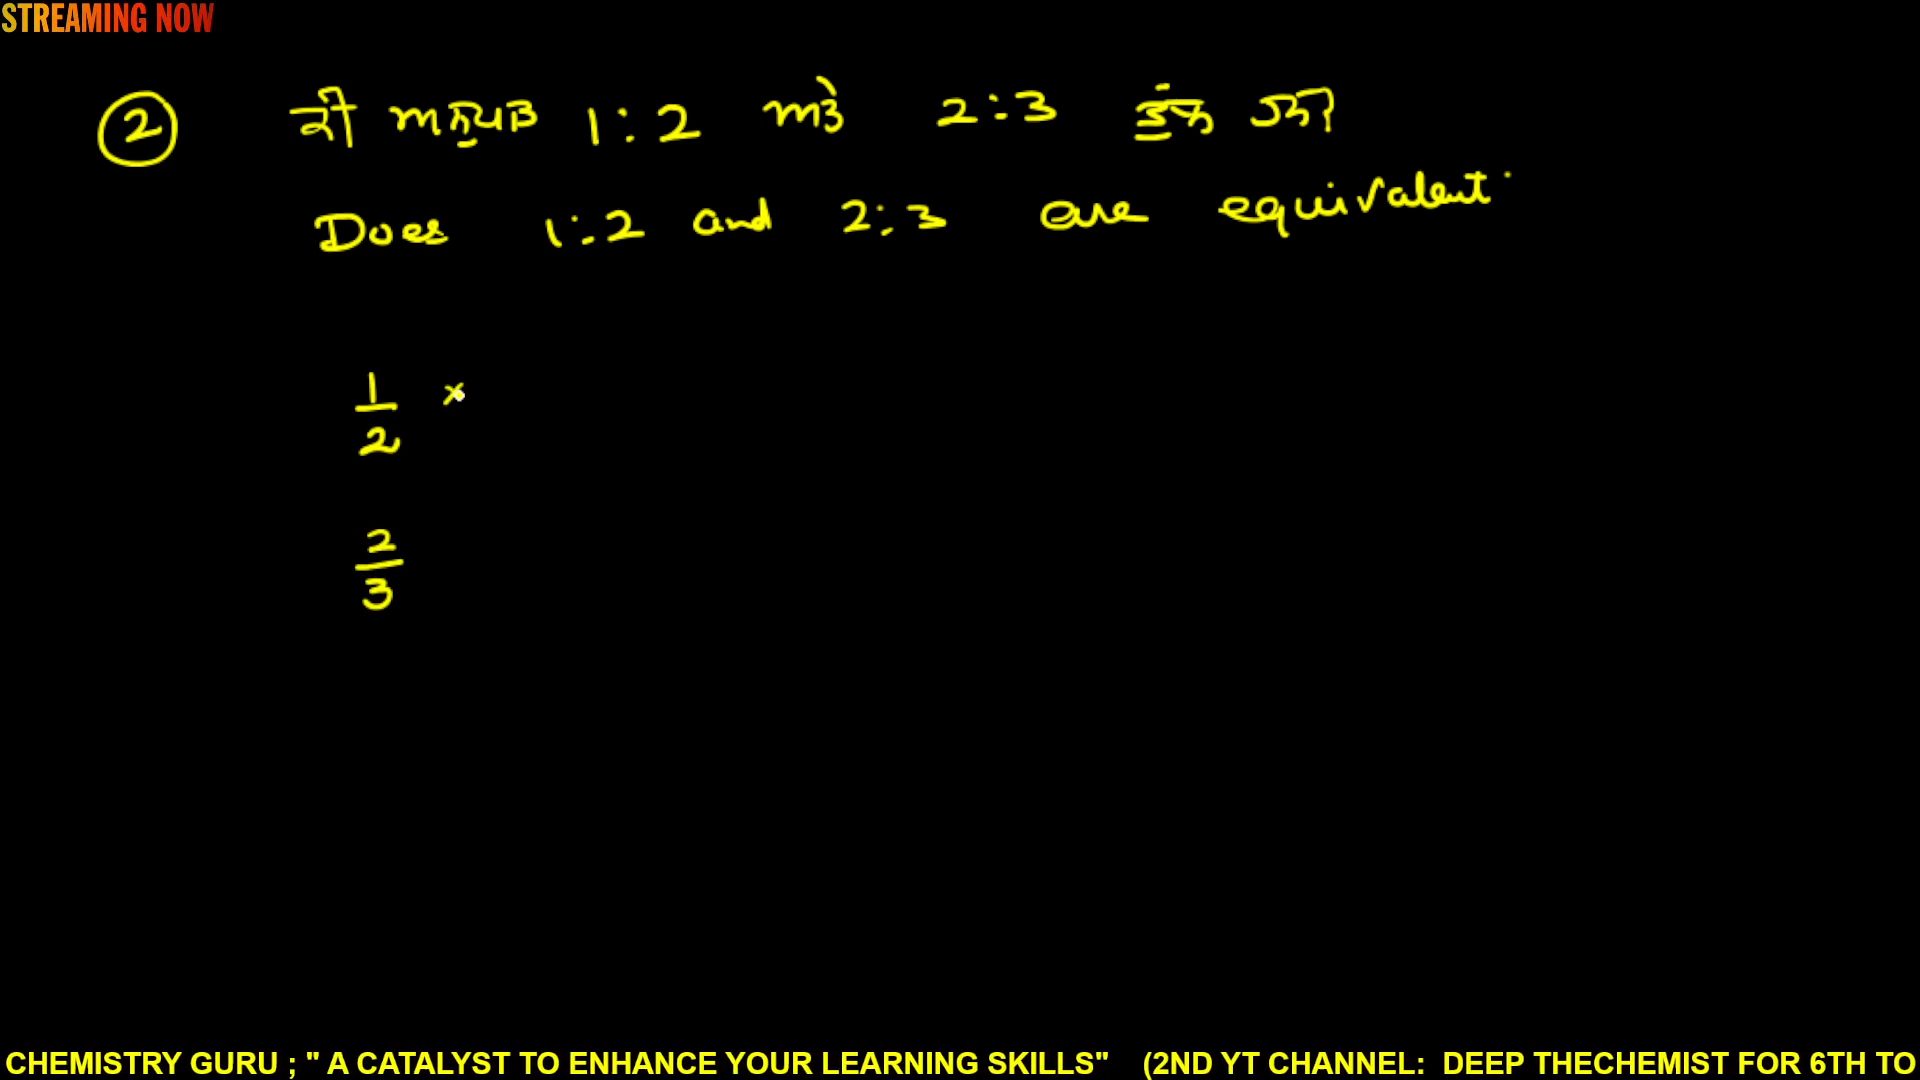 STREAMING NOW
② ਕੀ ਅਨੁਪਾਤ 1:2 ਅਤੇ 2:3 ਤੁੱਲ ਹਨ?
Does 1:2 and 2:3 are equivalent.
1/2 ×
2/3
CHEMISTRY GURU ; " A CATALYST TO ENHANCE YOUR LEARNING SKILLS" (2ND YT CHANNEL: DEEP THECHEMIST FOR 6TH TO